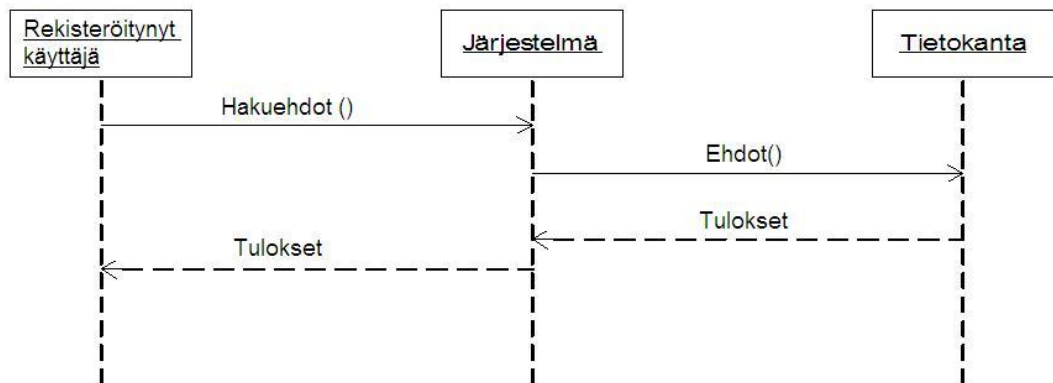 Rekisteröitynyt
käyttäjä
Järjestelmä
Tietokanta
Hakuehdot ()
Ehdot()
Tulokset
Tulokset